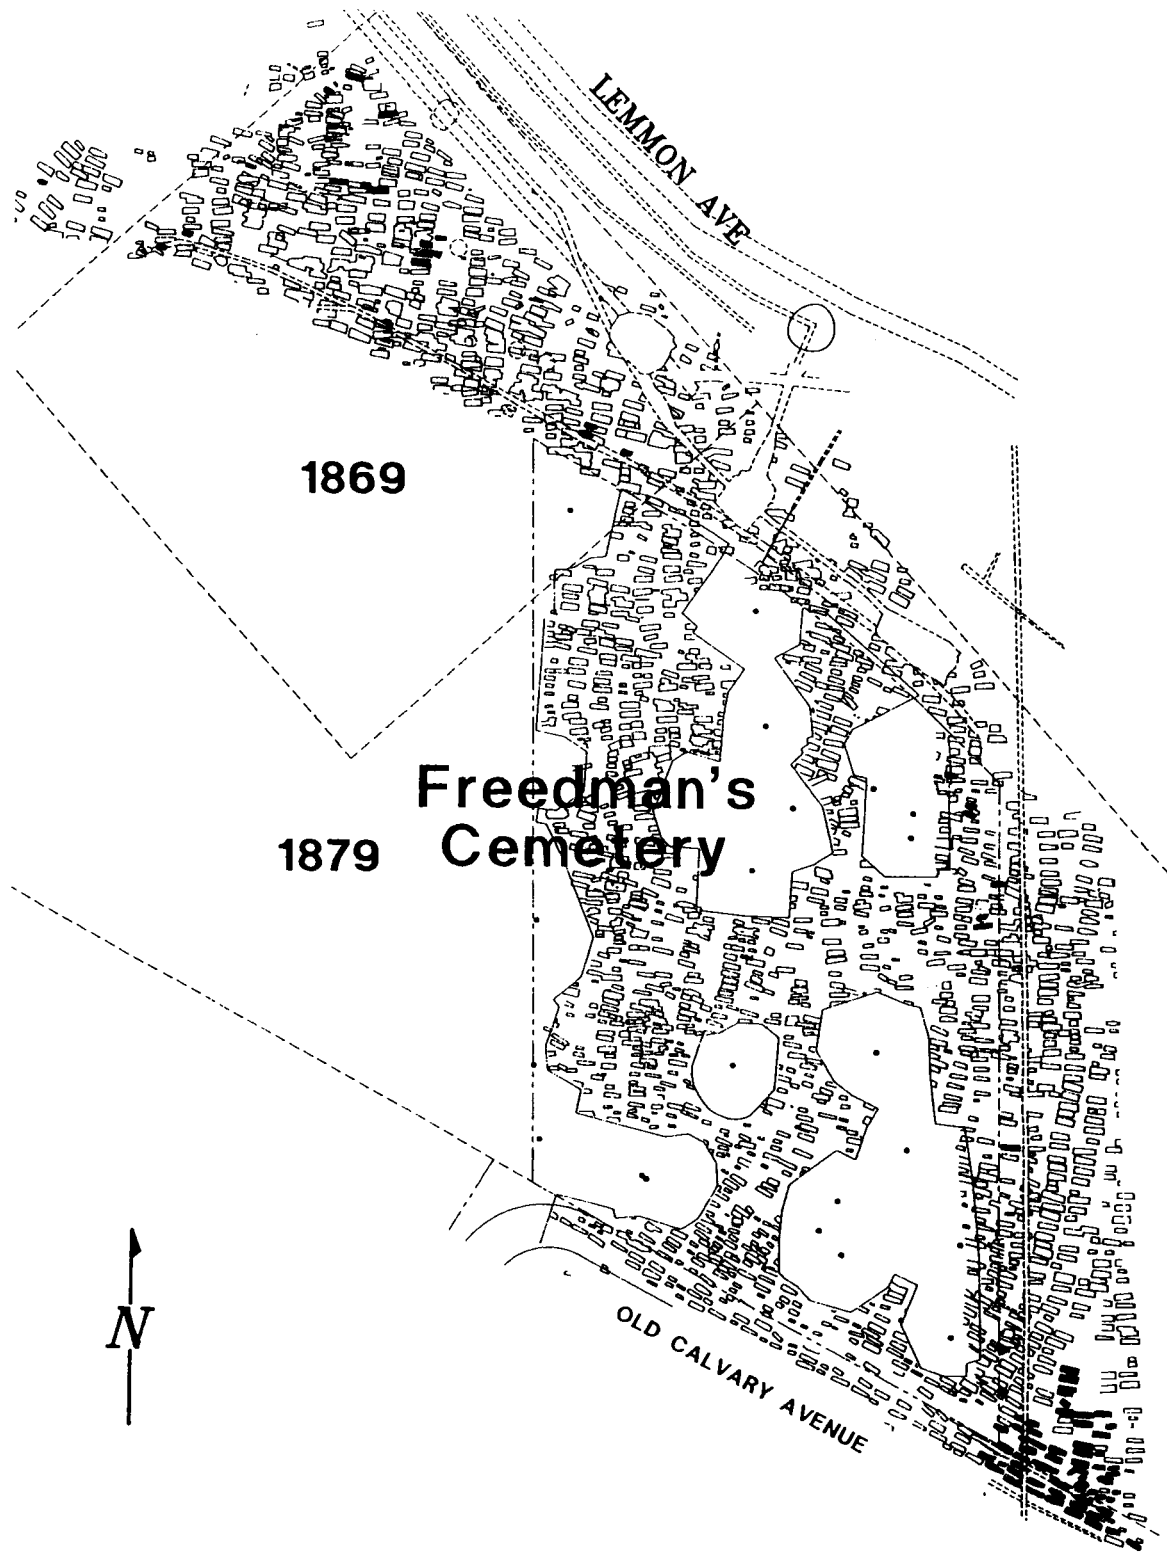 LEMMON AVE
1869
Freedman's
Cemetery
1879
N
OLD CALVARY AVENUE